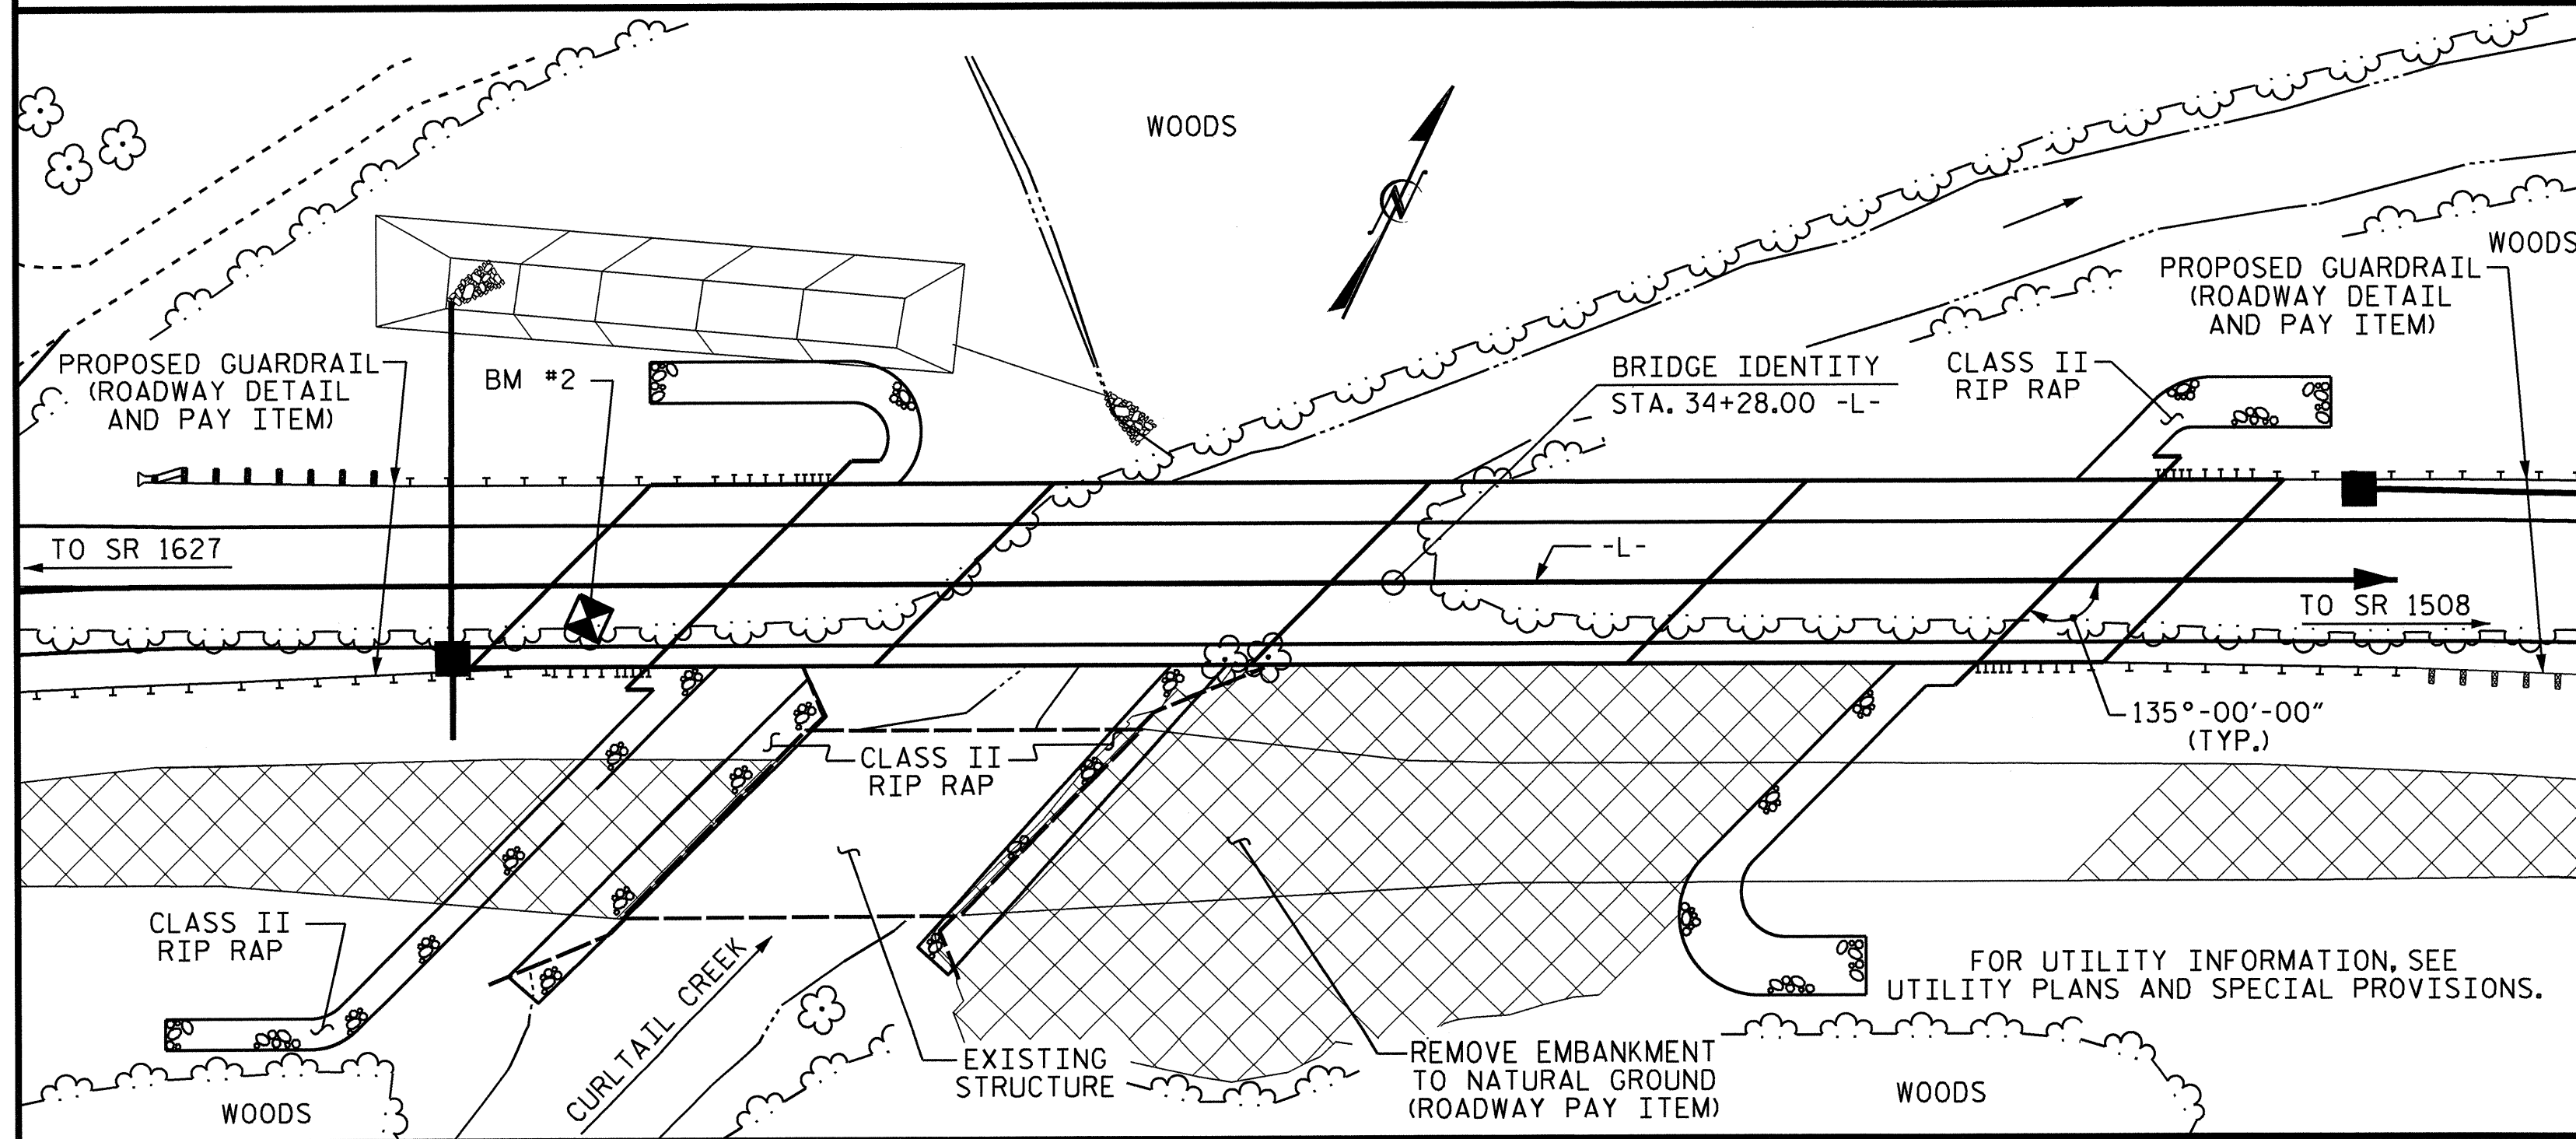 WOODS
N
WOODS
PROPOSED GUARDRAIL
(ROADWAY DETAIL
AND PAY ITEM)
PROPOSED GUARDRAIL
(ROADWAY DETAIL
AND PAY ITEM)
BM #2
BRIDGE IDENTITY
STA. 34+28.00 -L-
CLASS II
RIP RAP
TO SR 1627
-L-
TO SR 1508
135°-00'-00"
(TYP.)
CLASS II
RIP RAP
CLASS II
RIP RAP
CURLTAIL CREEK
FOR UTILITY INFORMATION, SEE
UTILITY PLANS AND SPECIAL PROVISIONS.
EXISTING
STRUCTURE
REMOVE EMBANKMENT
TO NATURAL GROUND
(ROADWAY PAY ITEM)
WOODS
WOODS